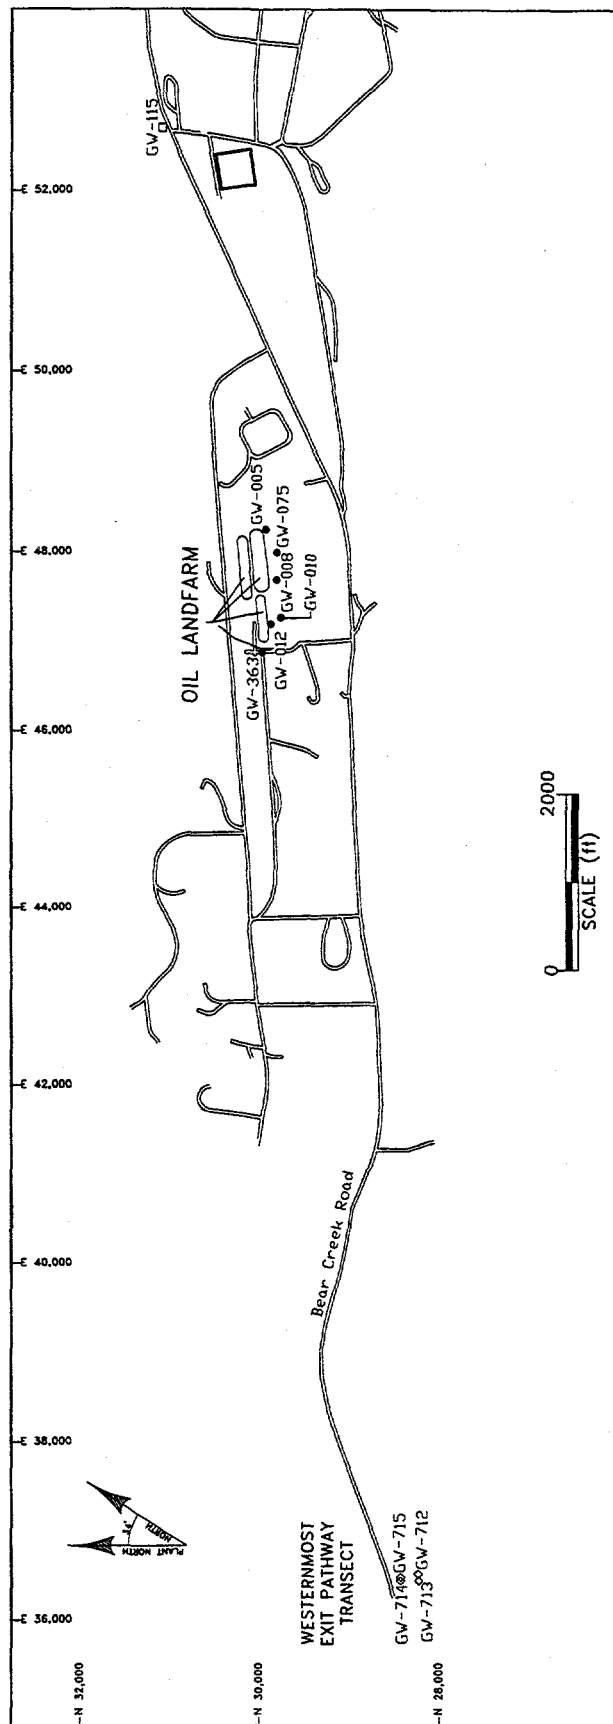 GW-115
E 52,000
E 50,000
OIL LANDFARM
GW-005
GW-075
E 48,000
GW-008
GW-010
GW-012
GW-363
E 46,000
2000
0
SCALE (ft)
E 44,000
E 42,000
Bear Creek Road
E 40,000
E 38,000
PLANT NORTH
NORTH
WESTERNMOST
EXIT PATHWAY
TRANSECT
GW-714
GW-715
GW-713
GW-712
E 36,000
N 32,000
N 30,000
N 28,000